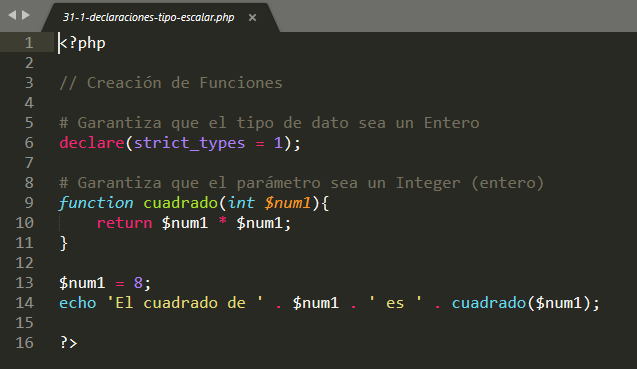 31-1-declaraciones-tipo-escalar.php ×
1 <?php
2
3 // Creación de Funciones
4
5 # Garantiza que el tipo de dato sea un Entero
6 declare(strict_types = 1);
7
8 # Garantiza que el parámetro sea un Integer (entero)
9 function cuadrado(int $num1){
10     return $num1 * $num1;
11 }
12
13 $num1 = 8;
14 echo 'El cuadrado de ' . $num1 . ' es ' . cuadrado($num1);
15
16 ?>